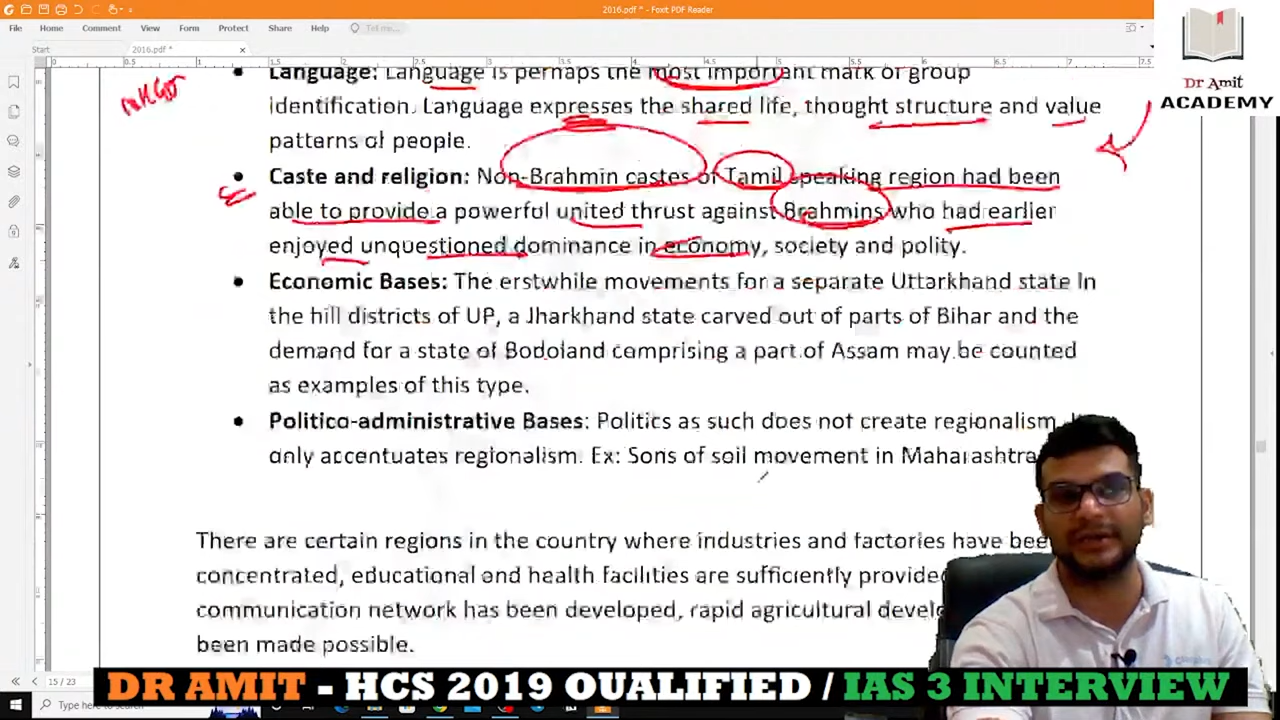 2016.pdf * - Foxit PDF Reader
File Home Comment View Form Protect Share Help Tell me...
Start 2016.pdf *
Dr Amit
ACADEMY
Language: Language is perhaps the most important mark of group
identification. Language expresses the shared life, thought structure and value
patterns of people.
Caste and religion: Non-Brahmin castes of Tamil speaking region had been
able to provide a powerful united thrust against Brahmins who had earlier
enjoyed unquestioned dominance in economy, society and polity.
Economic Bases: The erstwhile movements for a separate Uttarkhand state In
the hill districts of UP, a Jharkhand state carved out of parts of Bihar and the
demand for a state of Bodoland comprising a part of Assam may be counted
as examples of this type.
Politico-administrative Bases: Politics as such does not create regionalism.
only accentuates regionalism. Ex: Sons of soil movement in Maharashtra
There are certain regions in the country where industries and factories have
concentrated, educational and health facilities are sufficiently provided
communication network has been developed, rapid agricultural
been made possible.
15 / 23
DR AMIT - HCS 2019 QUALIFIED / IAS 3 INTERVIEW
Type here to search